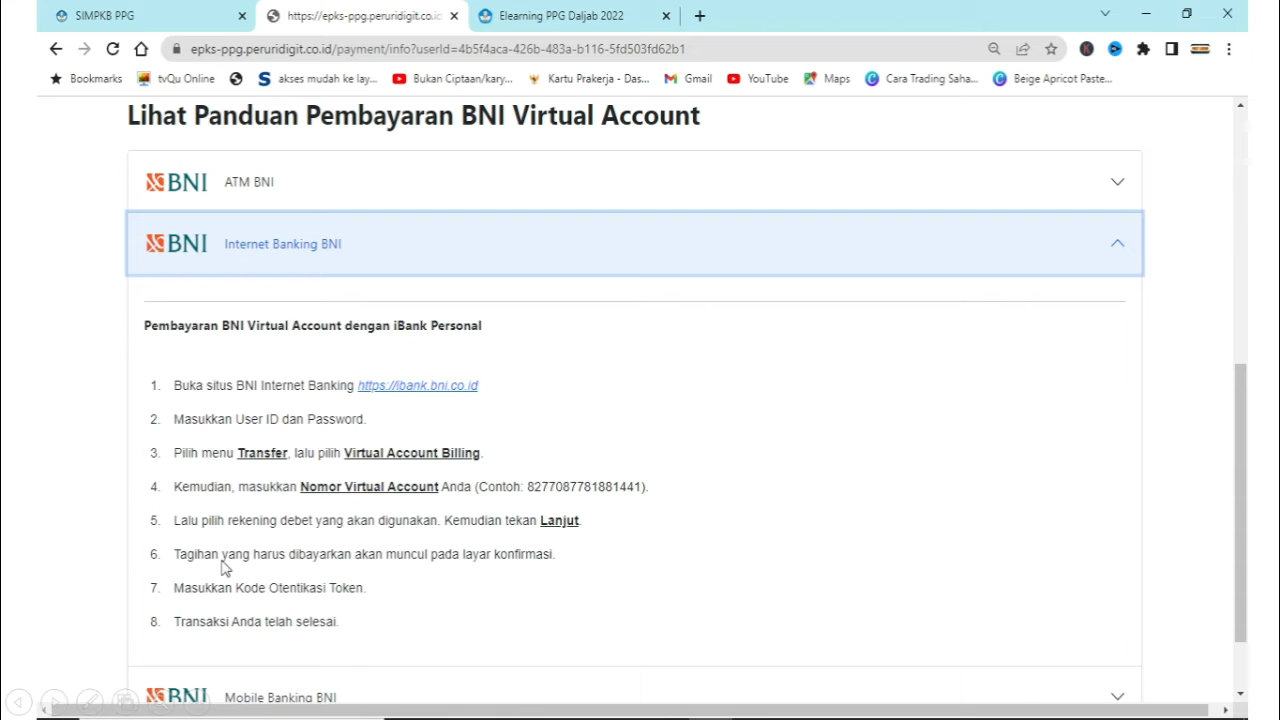 SIMPKB PPG
https://epks-ppg.peruridigit.co.id
Elearning PPG Daljab 2022
epks-ppg.peruridigit.co.id/payment/info?userId=4b5f4aca-426b-483a-b116-5fd503fd62b1
Bookmarks
tvQu Online
akses mudah ke lay...
Bukan Ciptaan/kary...
Kartu Prakerja - Das...
Gmail
YouTube
Maps
Cara Trading Saha...
Beige Apricot Paste...
Lihat Panduan Pembayaran BNI Virtual Account
BNI ATM BNI
BNI Internet Banking BNI
Pembayaran BNI Virtual Account dengan iBank Personal
1. Buka situs BNI Internet Banking https://ibank.bni.co.id
2. Masukkan User ID dan Password.
3. Pilih menu Transfer, lalu pilih Virtual Account Billing.
4. Kemudian, masukkan Nomor Virtual Account Anda (Contoh: 8277087781881441).
5. Lalu pilih rekening debet yang akan digunakan. Kemudian tekan Lanjut.
6. Tagihan yang harus dibayarkan akan muncul pada layar konfirmasi.
7. Masukkan Kode Otentikasi Token.
8. Transaksi Anda telah selesai.
BNI Mobile Banking BNI